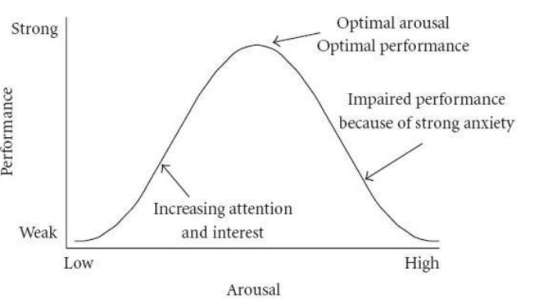 Strong
Optimal arousal
Optimal performance
Impaired performance
because of strong anxiety
Performance
Increasing attention
and interest
Weak
Low
High
Arousal